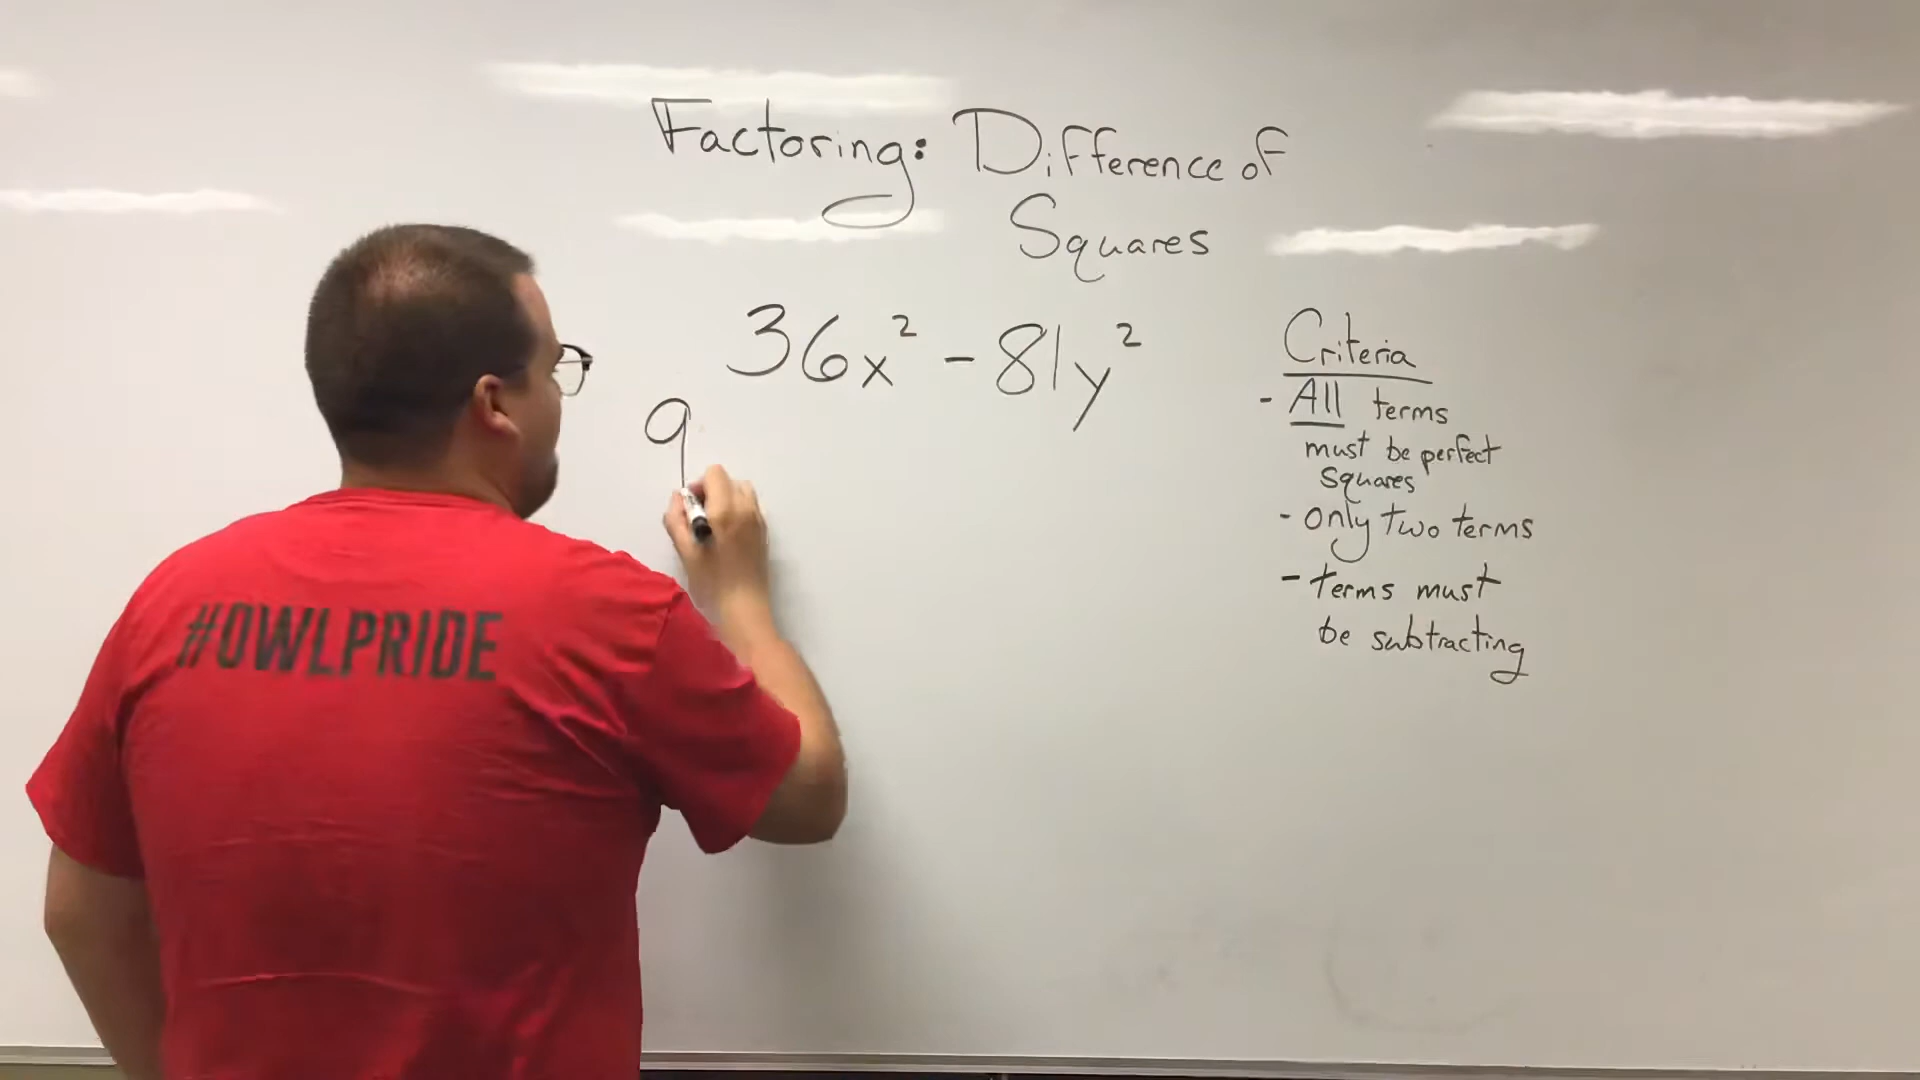 Factoring: Difference of
Squares
36x² - 81y²
9
Criteria
- All terms
must be perfect
squares
- only two terms
- terms must
be subtracting
#OWLPRIDE